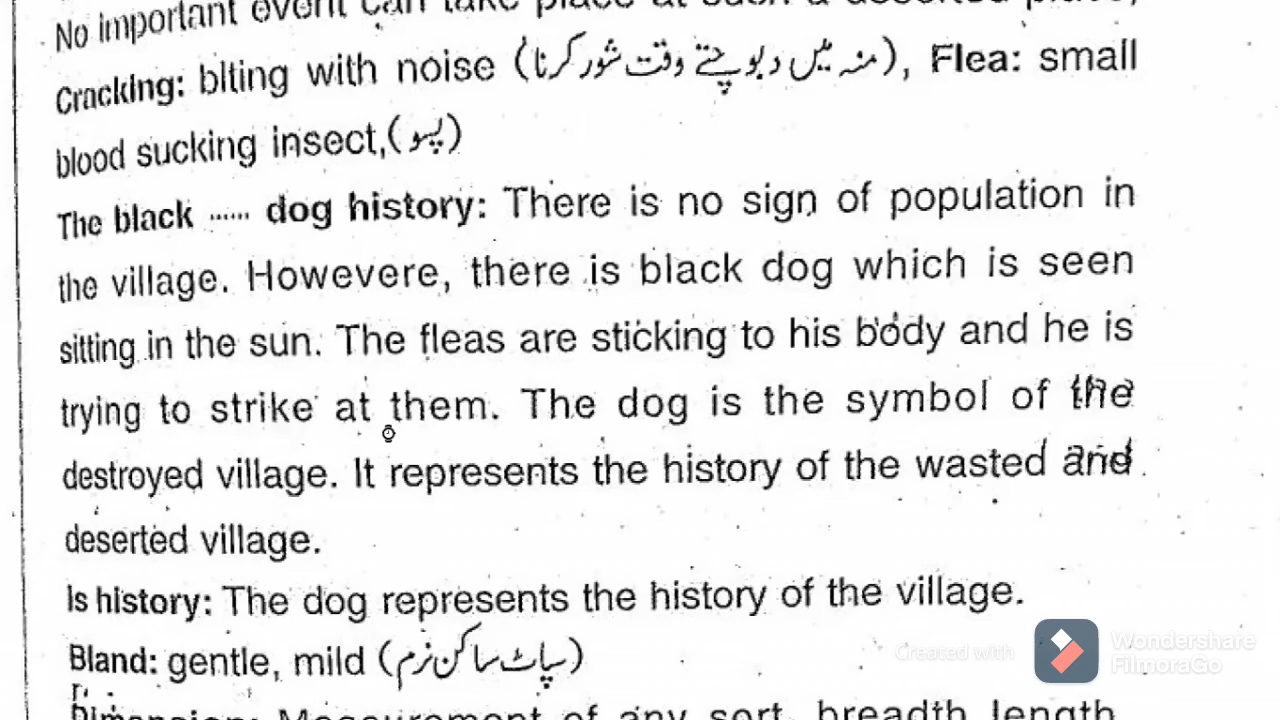 No important event can take place at such a deserted place,
Cracking: biting with noise (منہ میں دبوچتے وقت شور کرنا), Flea: small
blood sucking insect,(پسو)
The black ...... dog history: There is no sign of population in
the village. Howevere, there is black dog which is seen
sitting in the sun. The fleas are sticking to his body and he is
trying to strike at them. The dog is the symbol of the
destroyed village. It represents the history of the wasted and
deserted village.
Is history: The dog represents the history of the village.
Bland: gentle, mild (سپاٹ ساکن نرم)
Dimension: Measurement of any sort, breadth length
Created with Wondershare FilmoraGo